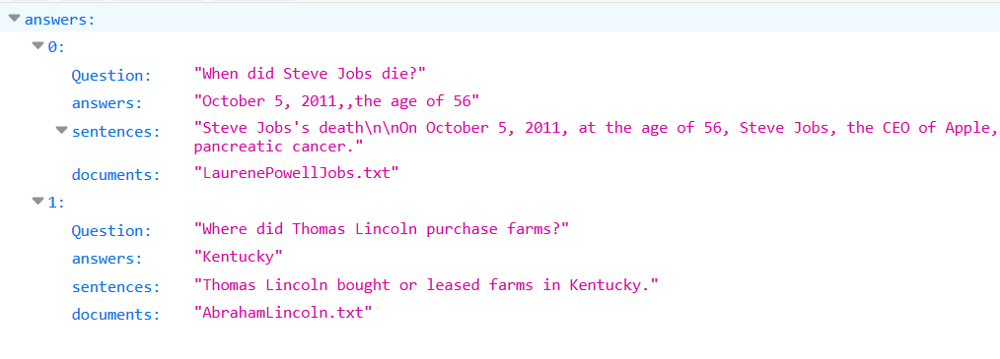 answers:
0:
Question: "When did Steve Jobs die?"
answers: "October 5, 2011,,the age of 56"
sentences: "Steve Jobs's death\n\nOn October 5, 2011, at the age of 56, Steve Jobs, the CEO of Apple,
pancreatic cancer."
documents: "LaurenePowellJobs.txt"
1:
Question: "Where did Thomas Lincoln purchase farms?"
answers: "Kentucky"
sentences: "Thomas Lincoln bought or leased farms in Kentucky."
documents: "AbrahamLincoln.txt"